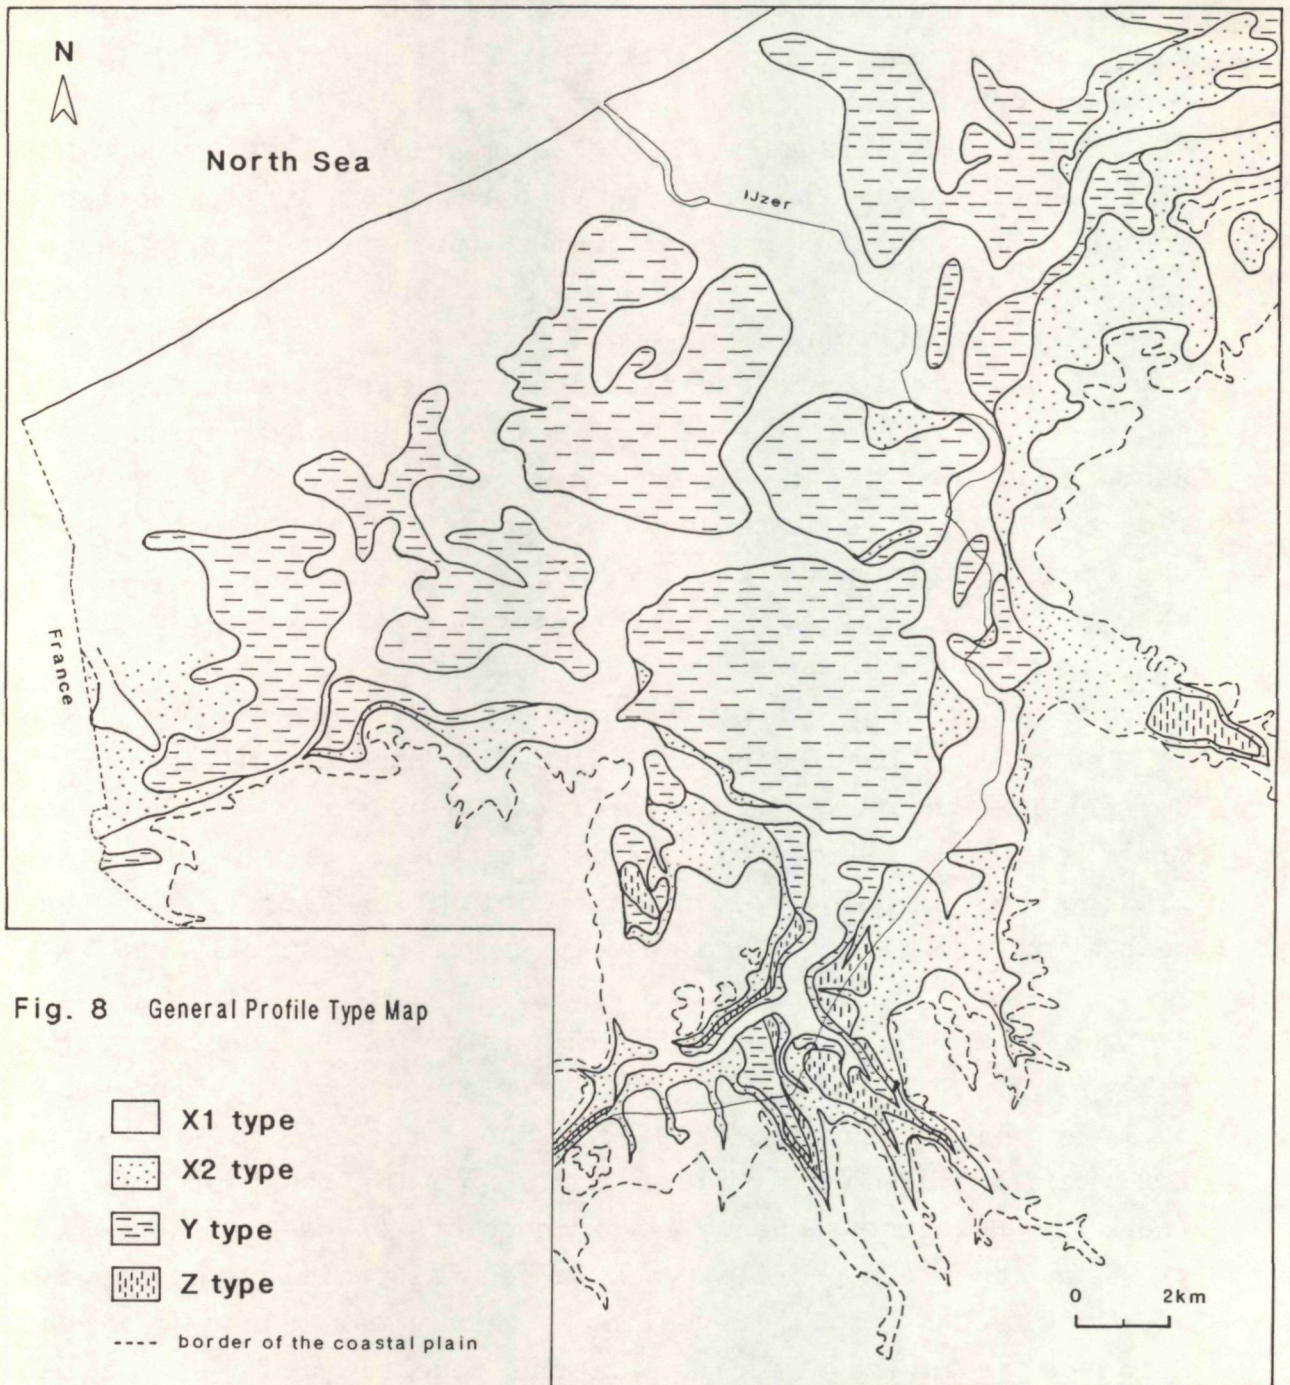 N
North Sea
IJzer
France
Fig. 8 General Profile Type Map
X1 type
X2 type
Y type
Z type
border of the coastal plain
0 2km